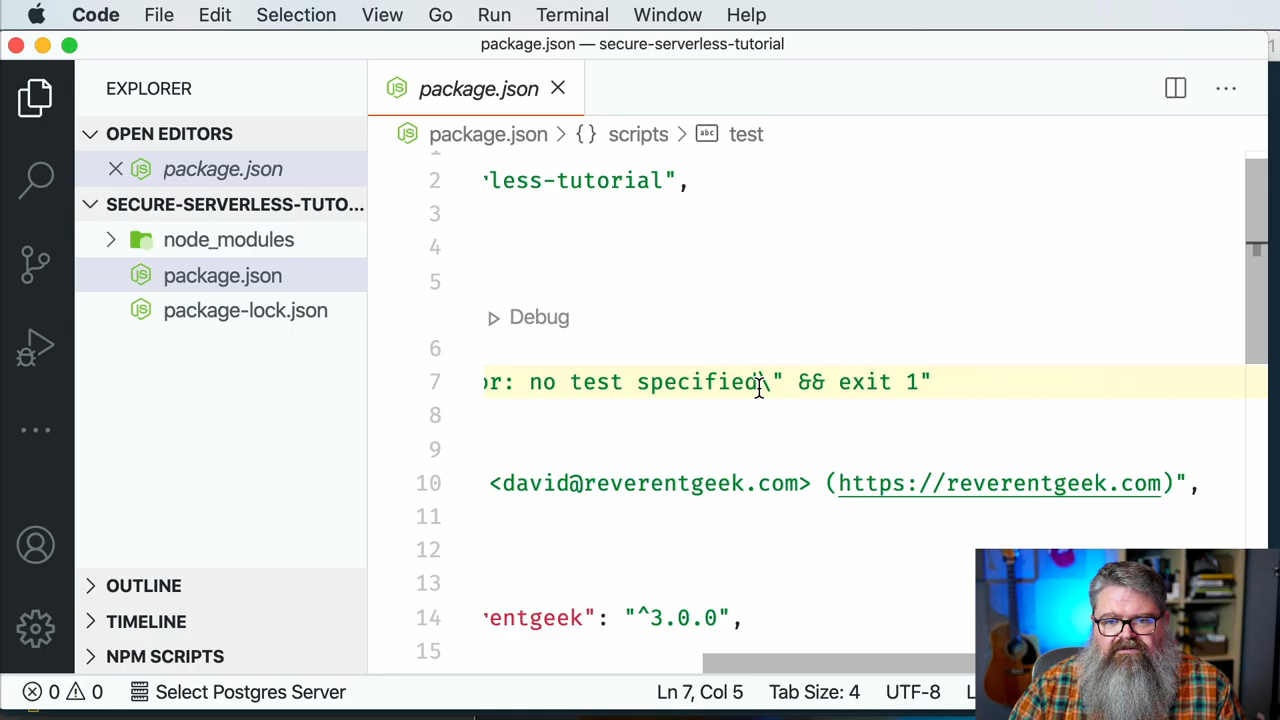 Code File Edit Selection View Go Run Terminal Window Help
package.json — secure-serverless-tutorial
EXPLORER
package.json
OPEN EDITORS
package.json > {} scripts > abc test
package.json
SECURE-SERVERLESS-TUTO...
node_modules
package.json
package-lock.json
2 rless-tutorial",
3
4
5
Debug
6
7 or: no test specified\" && exit 1"
8
9
10 <david@reverentgeek.com> (https://reverentgeek.com)",
11
12
13
14 rentgeek": "^3.0.0",
15
OUTLINE
TIMELINE
NPM SCRIPTS
0 0 Select Postgres Server Ln 7, Col 5 Tab Size: 4 UTF-8